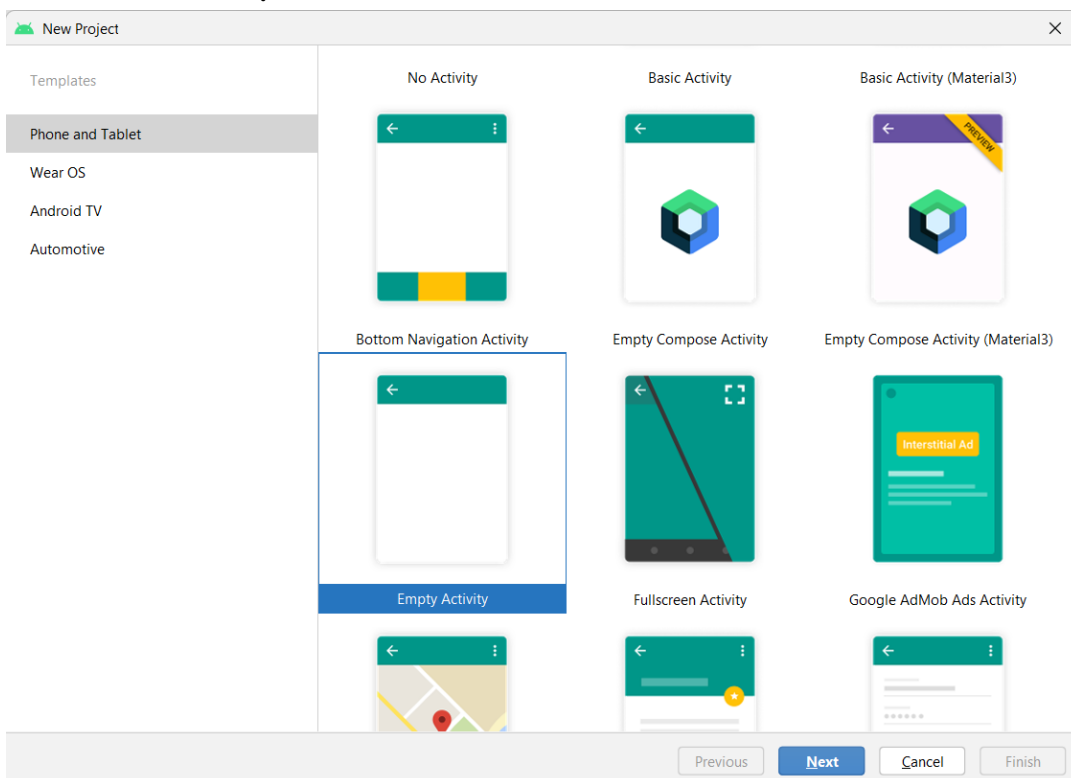 New Project
Templates
Phone and Tablet
Wear OS
Android TV
Automotive
No Activity
Basic Activity
Basic Activity (Material3)
PREVIEW
Bottom Navigation Activity
Empty Compose Activity
Empty Compose Activity (Material3)
Interstitial Ad
Empty Activity
Fullscreen Activity
Google AdMob Ads Activity
Previous
Next
Cancel
Finish